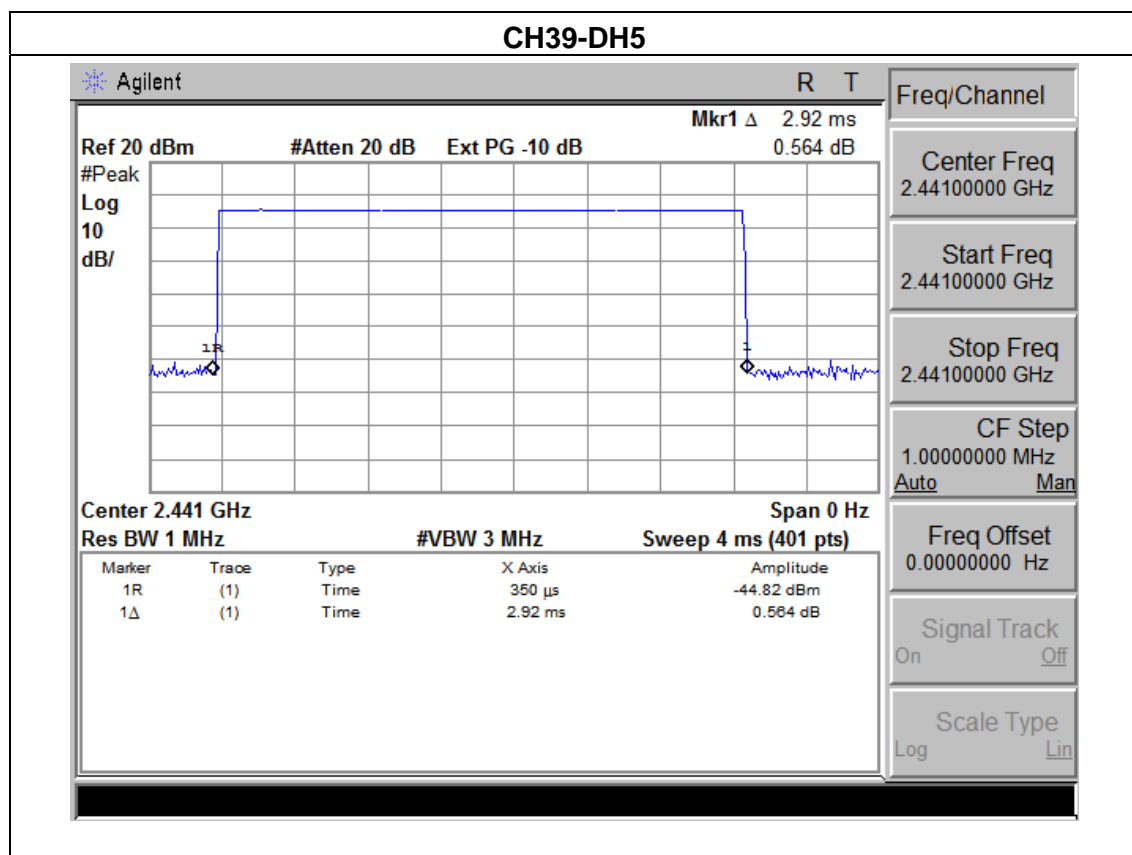 CH39-DH5
Agilent R T
Mkr1 Δ 2.92 ms
Ref 20 dBm #Atten 20 dB Ext PG -10 dB 0.564 dB
#Peak
Log
10
dB/
1R
1
Center 2.441 GHz Span 0 Hz
Res BW 1 MHz #VBW 3 MHz Sweep 4 ms (401 pts)
Marker Trace Type X Axis Amplitude
1R (1) Time 350 µs -44.82 dBm
1Δ (1) Time 2.92 ms 0.564 dB
Freq/Channel
Center Freq
2.44100000 GHz
Start Freq
2.44100000 GHz
Stop Freq
2.44100000 GHz
CF Step
1.00000000 MHz
Auto Man
Freq Offset
0.00000000 Hz
Signal Track
On Off
Scale Type
Log Lin